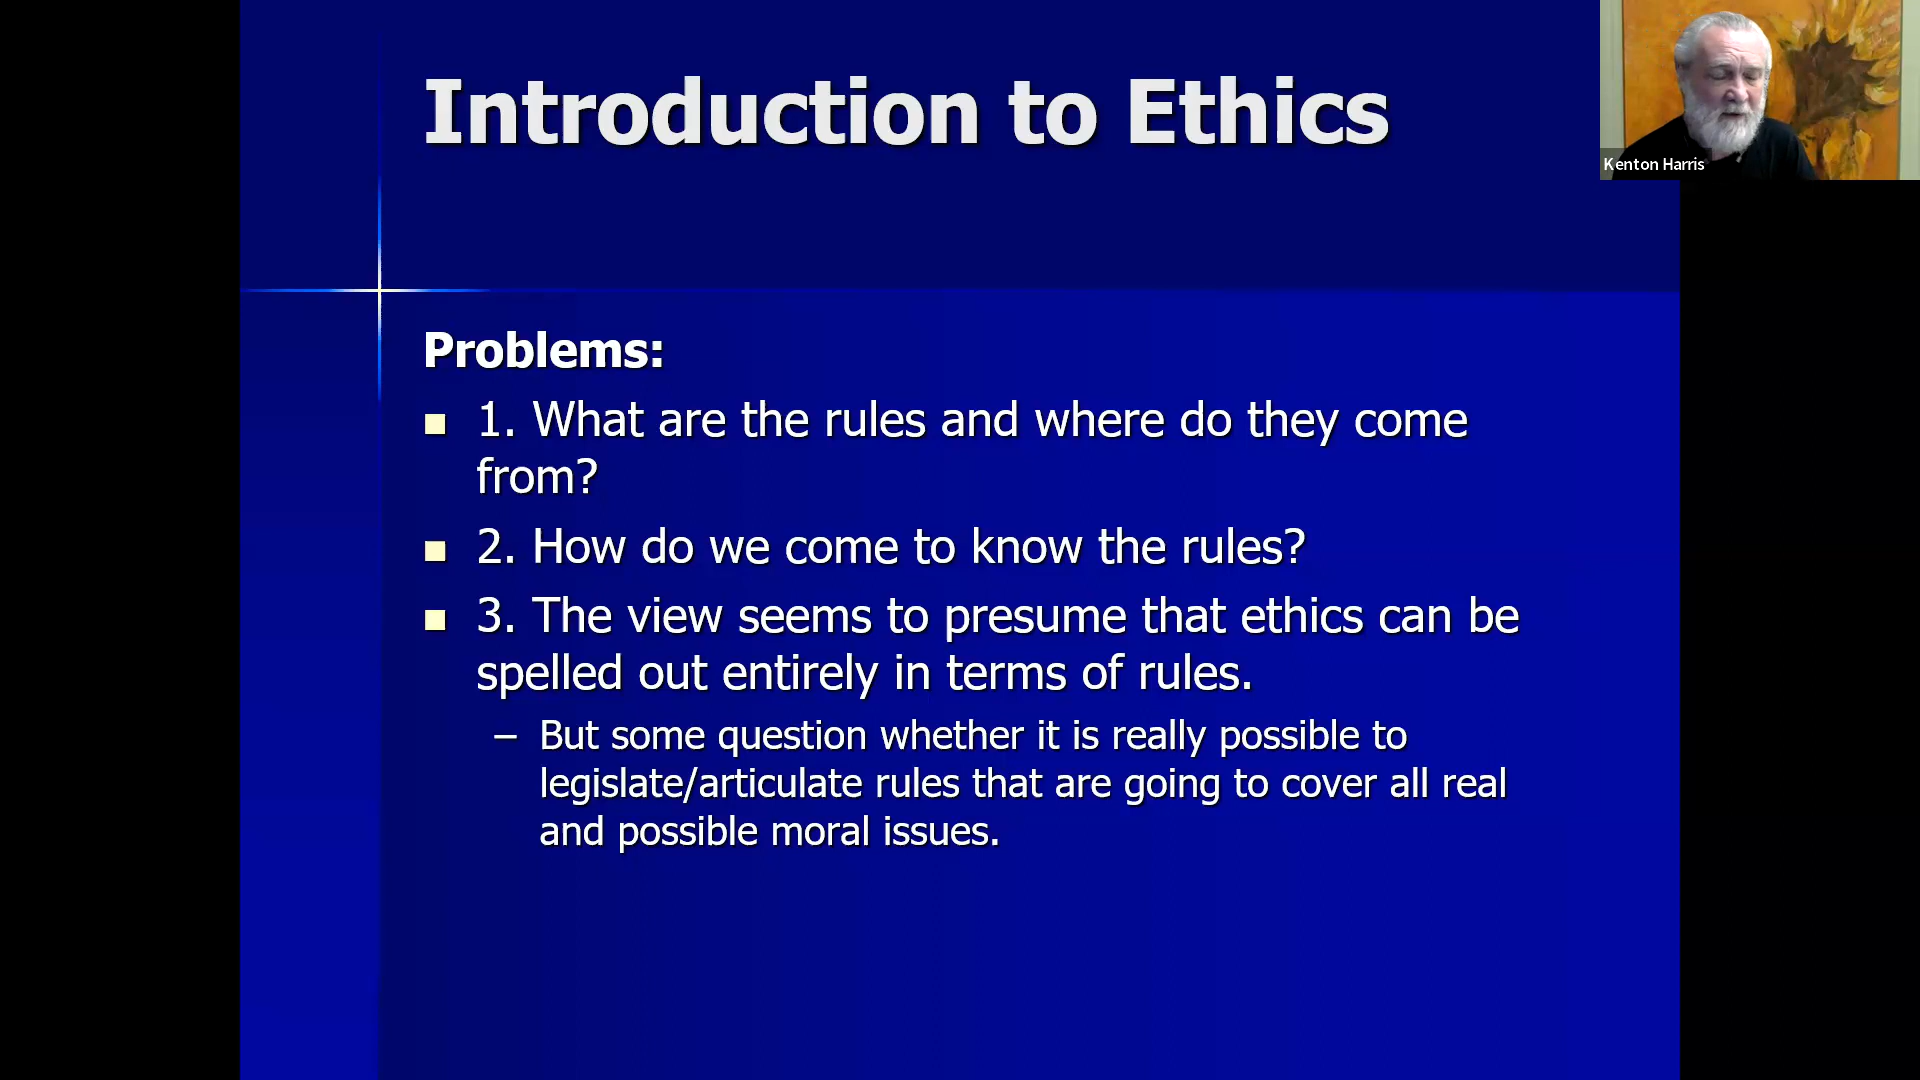 Introduction to Ethics
Kenton Harris
Problems:
1. What are the rules and where do they come
from?
2. How do we come to know the rules?
3. The view seems to presume that ethics can be
spelled out entirely in terms of rules.
– But some question whether it is really possible to
legislate/articulate rules that are going to cover all real
and possible moral issues.